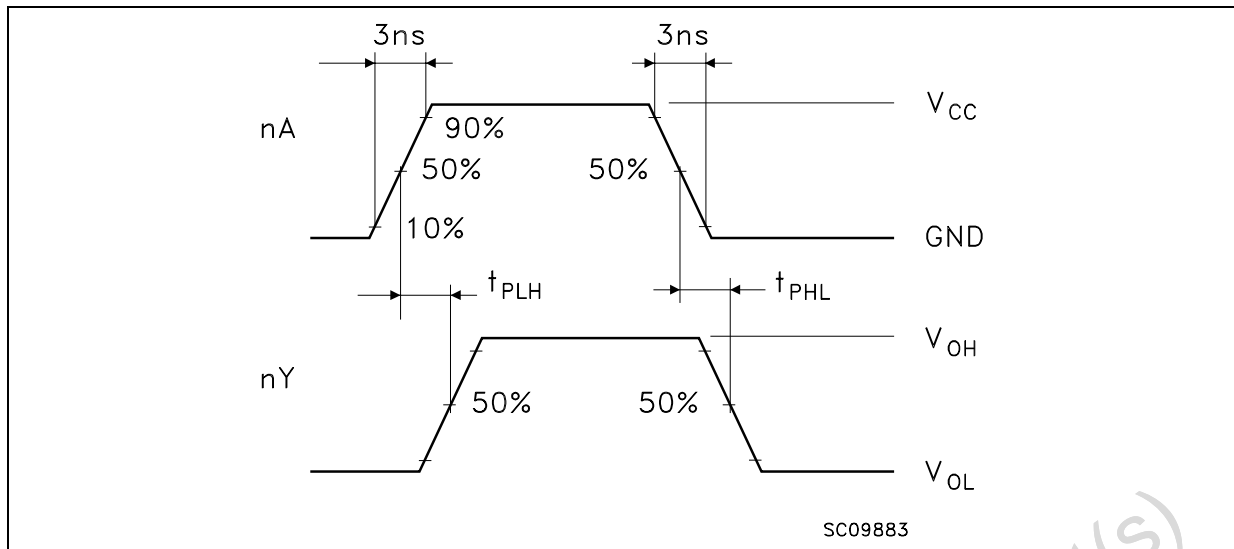 3ns 3ns
V_CC
nA
90%
50% 50%
10%
GND
t_PLH t_PHL
V_OH
nY
50% 50%
V_OL
SC09883
(s)